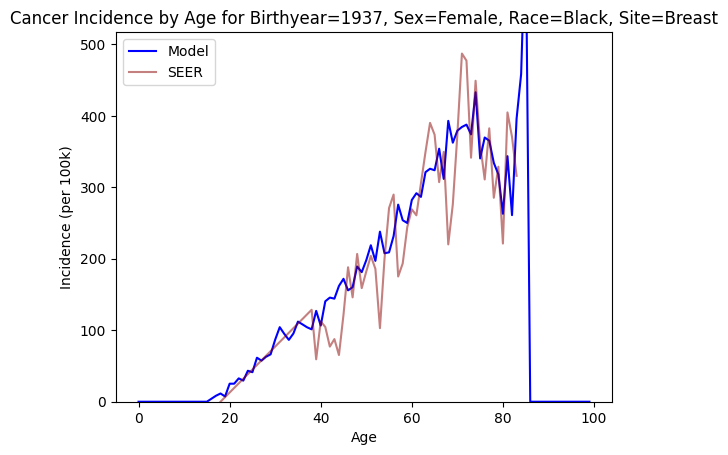 Cancer Incidence by Age for Birthyear=1937, Sex=Female, Race=Black, Site=Breast
Model
SEER
Incidence (per 100k)
500
400
300
200
100
0
0 20 40 60 80 100
Age